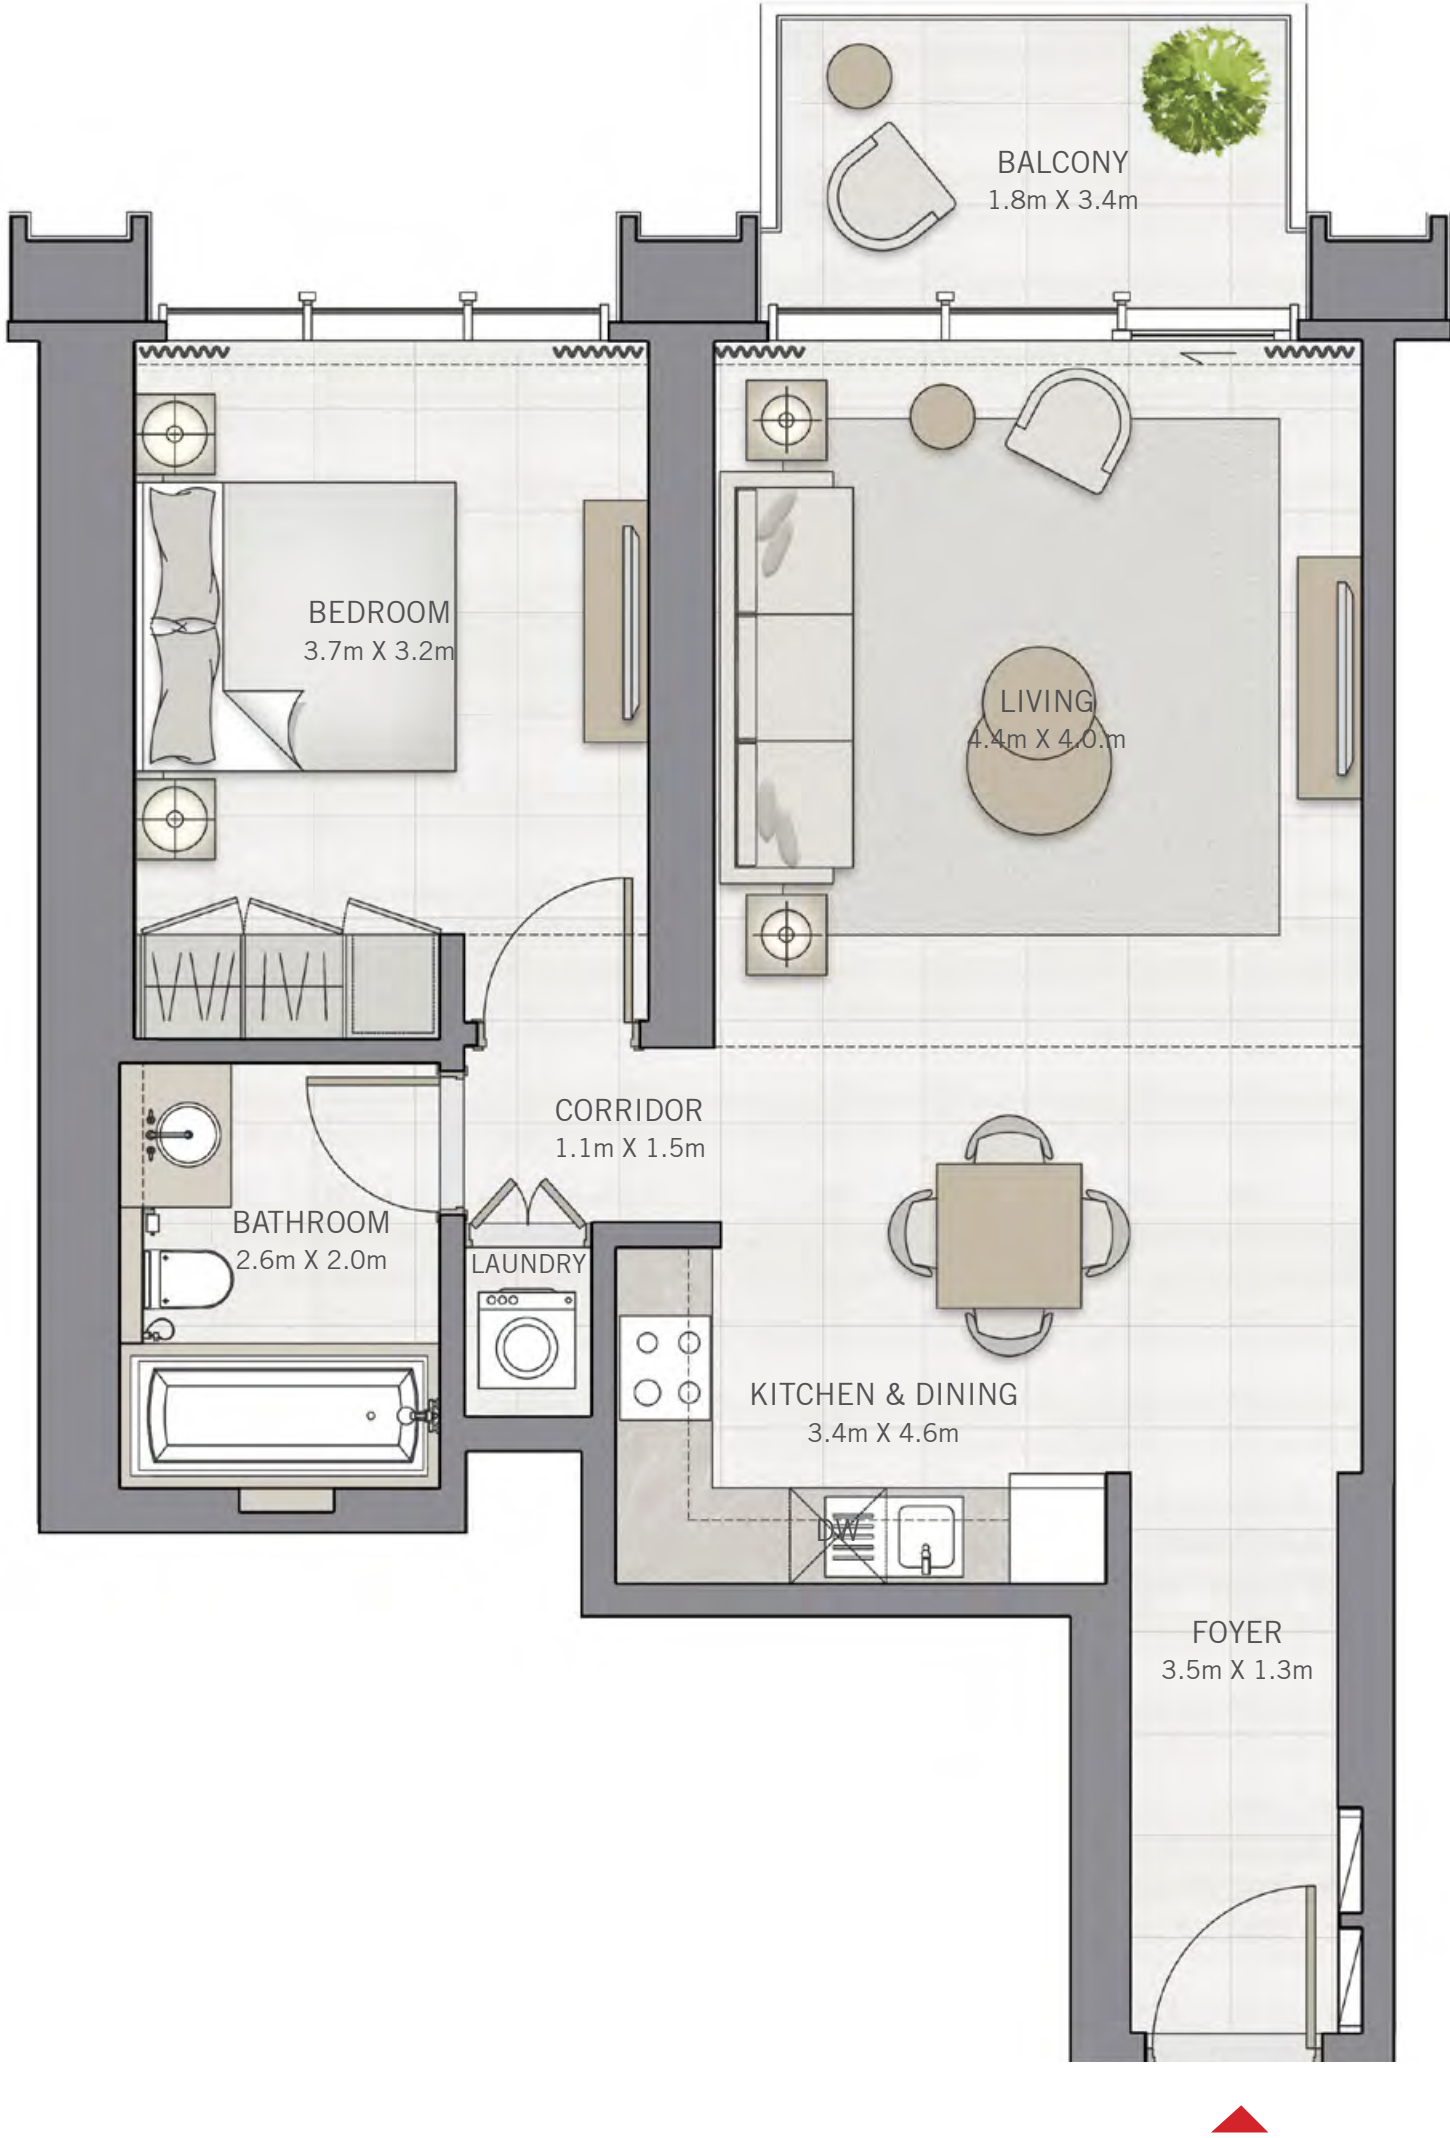 BALCONY
1.8m X 3.4m
BEDROOM
3.7m X 3.2m
LIVING
4.4m X 4.0.m
CORRIDOR
1.1m X 1.5m
BATHROOM
2.6m X 2.0m
LAUNDRY
KITCHEN & DINING
3.4m X 4.6m
DW
FOYER
3.5m X 1.3m